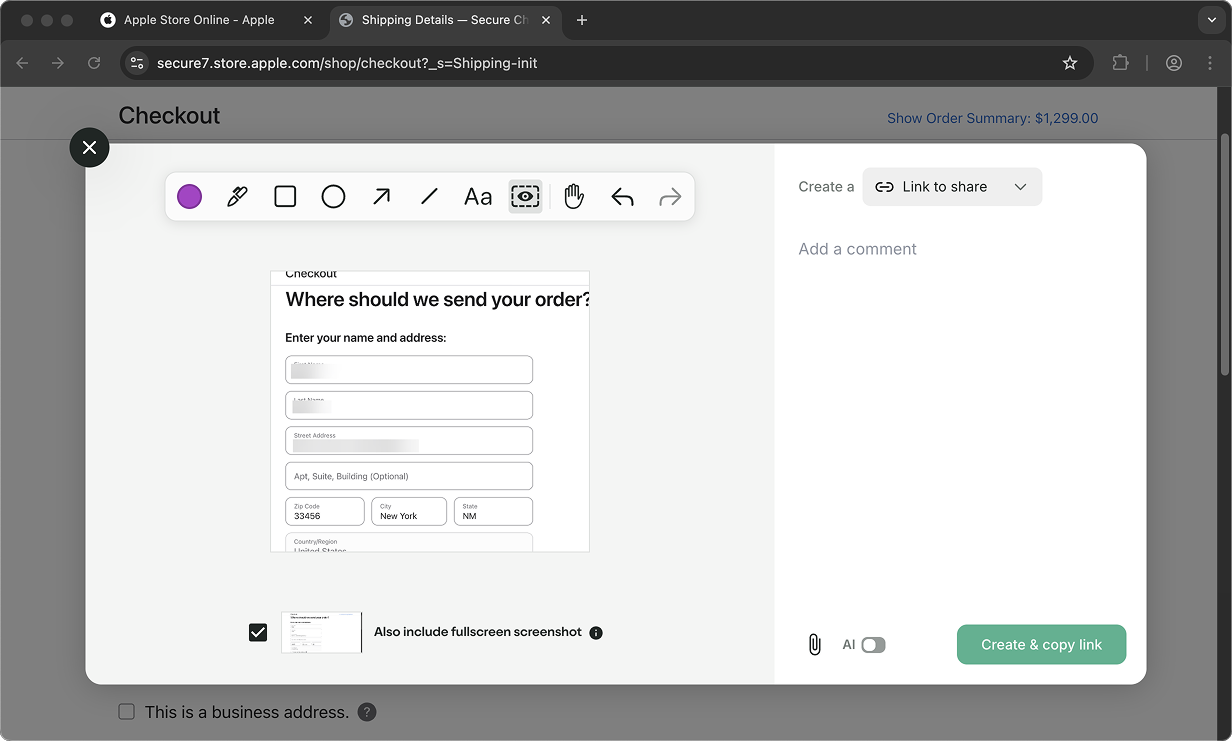 Apple Store Online - Apple
Shipping Details — Secure Ch
secure7.store.apple.com/shop/checkout?_s=Shipping-init
Checkout
Show Order Summary: $1,299.00
Aa
Create a
Link to share
Add a comment
Checkout
Where should we send your order?
Enter your name and address:
First Name
Last Name
Street Address
Apt, Suite, Building (Optional)
Zip Code
33456
City
New York
State
NM
Country/Region
United States
Also include fullscreen screenshot
AI
Create & copy link
This is a business address.